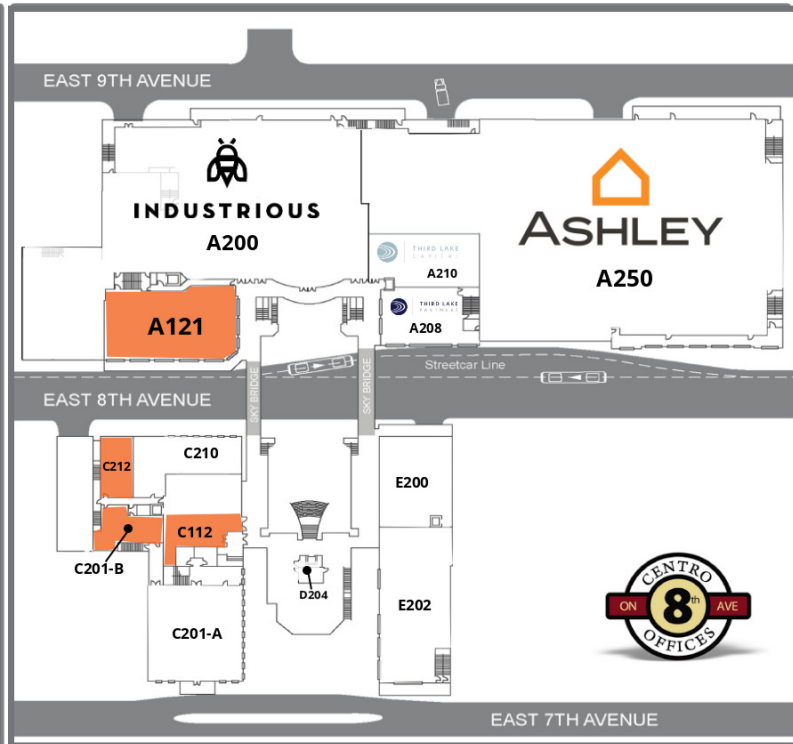 EAST 9TH AVENUE
INDUSTRIOUS
A200
ASHLEY
A250
THIRD LAKE
CAPITAL
A210
THIRD LAKE
PARTNERS
A208
A121
SKY BRIDGE
SKY BRIDGE
Streetcar Line
EAST 8TH AVENUE
C212
C210
E200
C112
C201-B
D204
C201-A
E202
CENTRO
ON 8th AVE
OFFICES
EAST 7TH AVENUE